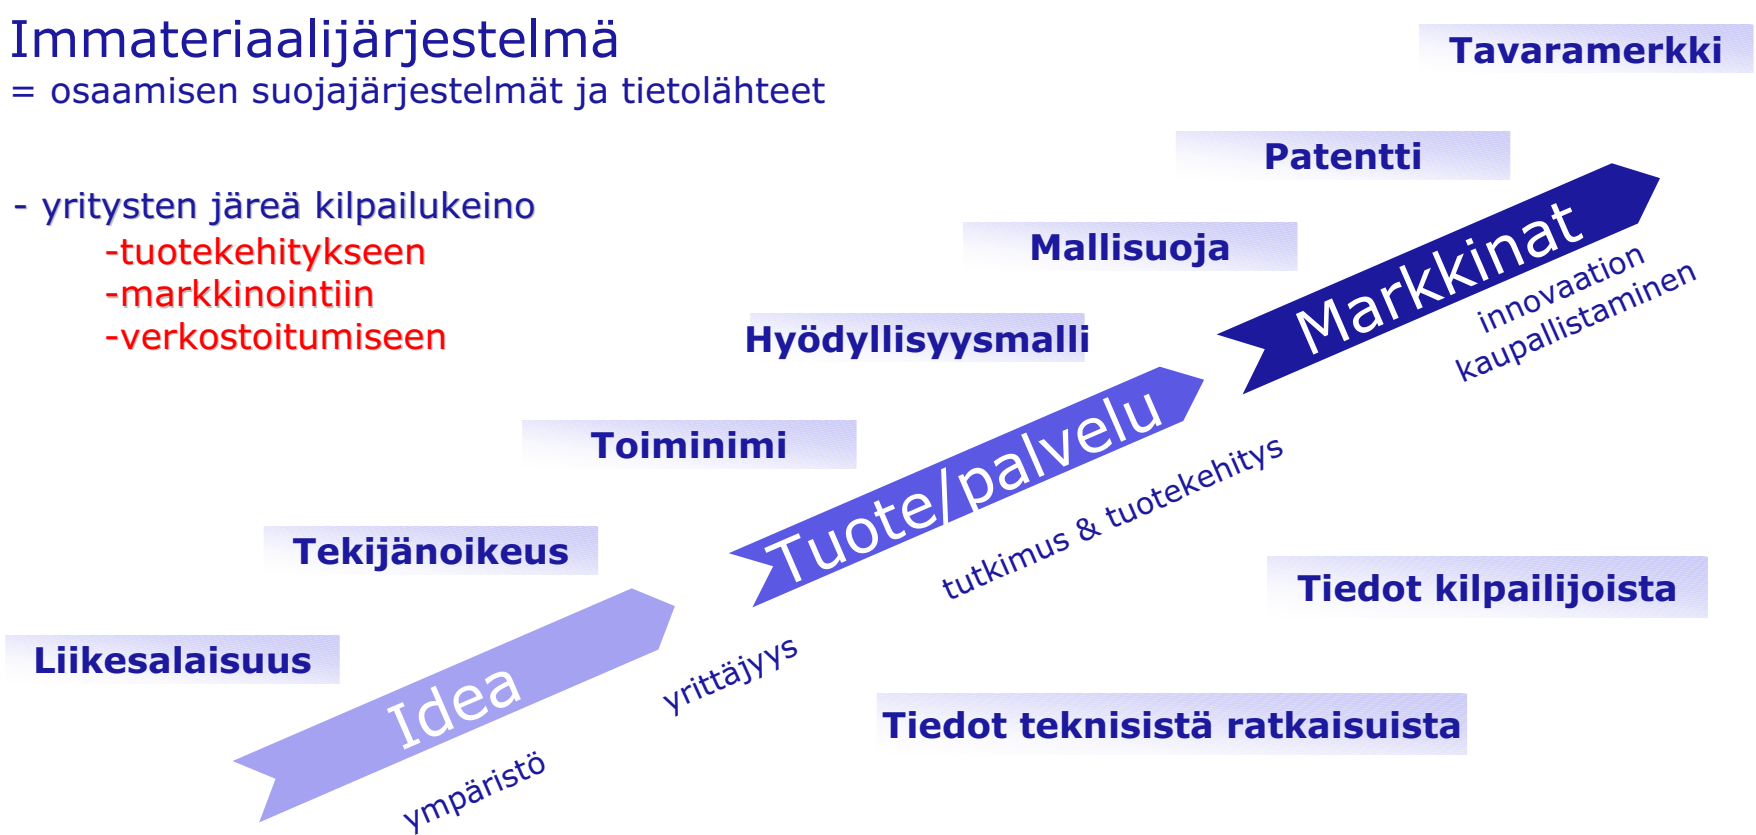 Immateriaalijärjestelmä
= osaamisen suojajärjestelmät ja tietolähteet
- yritysten järeä kilpailukeino
-tuotekehitykseen
-markkinointiin
-verkostoitumiseen
Tavaramerkki
Patentti
Mallisuoja
Hyödyllisyysmalli
Toiminimi
Tekijänoikeus
Liikesalaisuus
Markkinat
innovaation
kaupallistaminen
Tuote/palvelu
tutkimus & tuotekehitys
Idea
yrittäjyys
ympäristö
Tiedot kilpailijoista
Tiedot teknisistä ratkaisuista